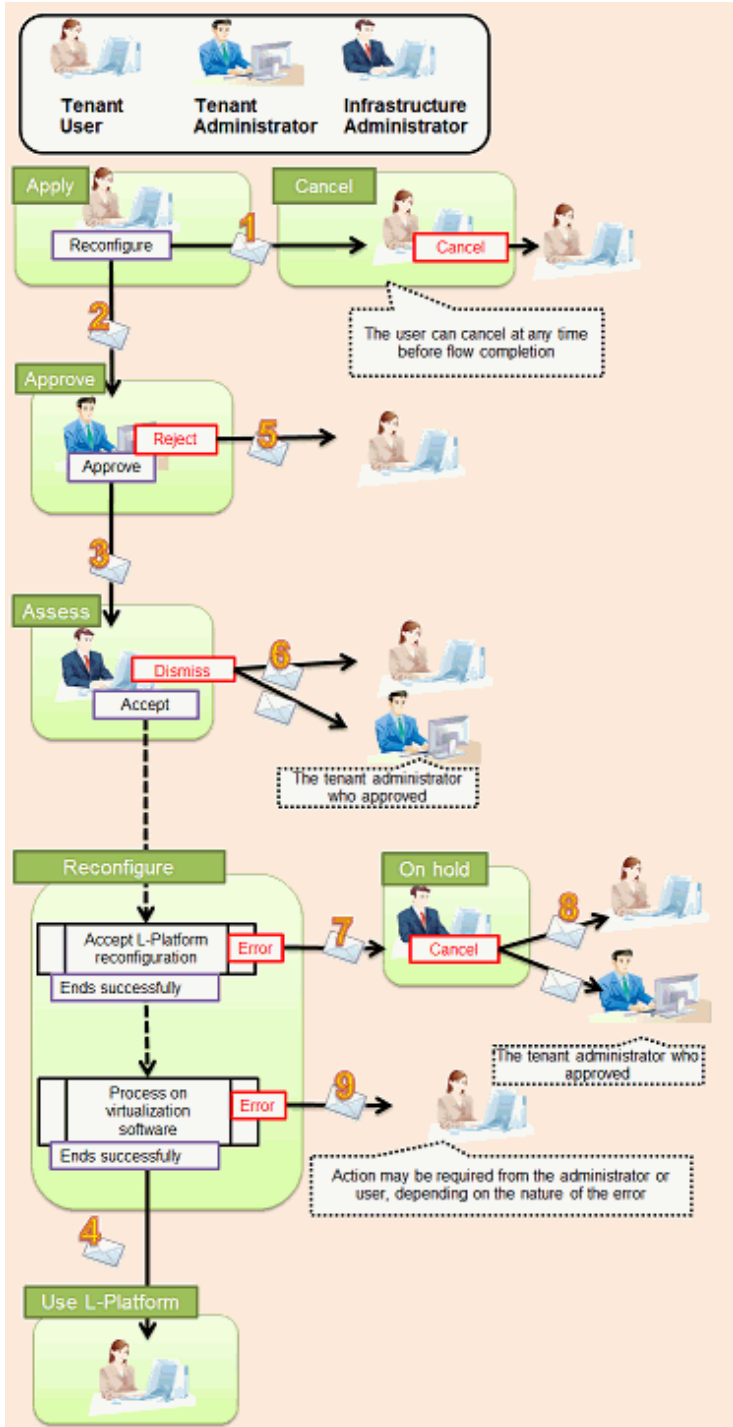 Tenant
User
Tenant
Administrator
Infrastructure
Administrator
Apply
Cancel
1
Reconfigure
Cancel
2
The user can cancel at any time
before flow completion
Approve
Reject
5
Approve
3
Assess
6
Dismiss
Accept
The tenant administrator
who approved
Reconfigure
On hold
8
Accept L-Platform
reconfiguration
Error
7
Cancel
Ends successfully
The tenant administrator who
approved
9
Process on
virtualization
software
Error
Ends successfully
Action may be required from the administrator or
user, depending on the nature of the error
4
Use L-Platform